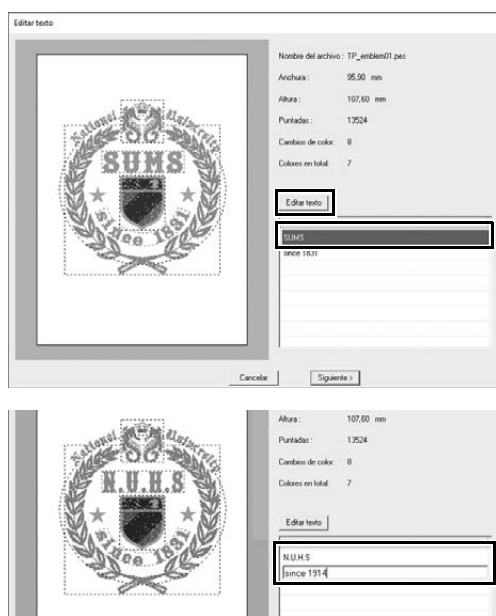 Editar texto
Nombre del archivo : TP_emblem01.pes
Anchura : 95,90 mm
Altura : 107,60 mm
Puntadas : 13524
Cambios de color: 8
Colores en total: 7
National University
SUMS
since 1831
Editar texto
SUMS
since 1831
Cancelar
Siguiente >
Altura : 107,60 mm
Puntadas : 13524
Cambios de color: 8
Colores en total: 7
National University
N.U.H.S
since 1831
Editar texto
N.U.H.S
since 1914